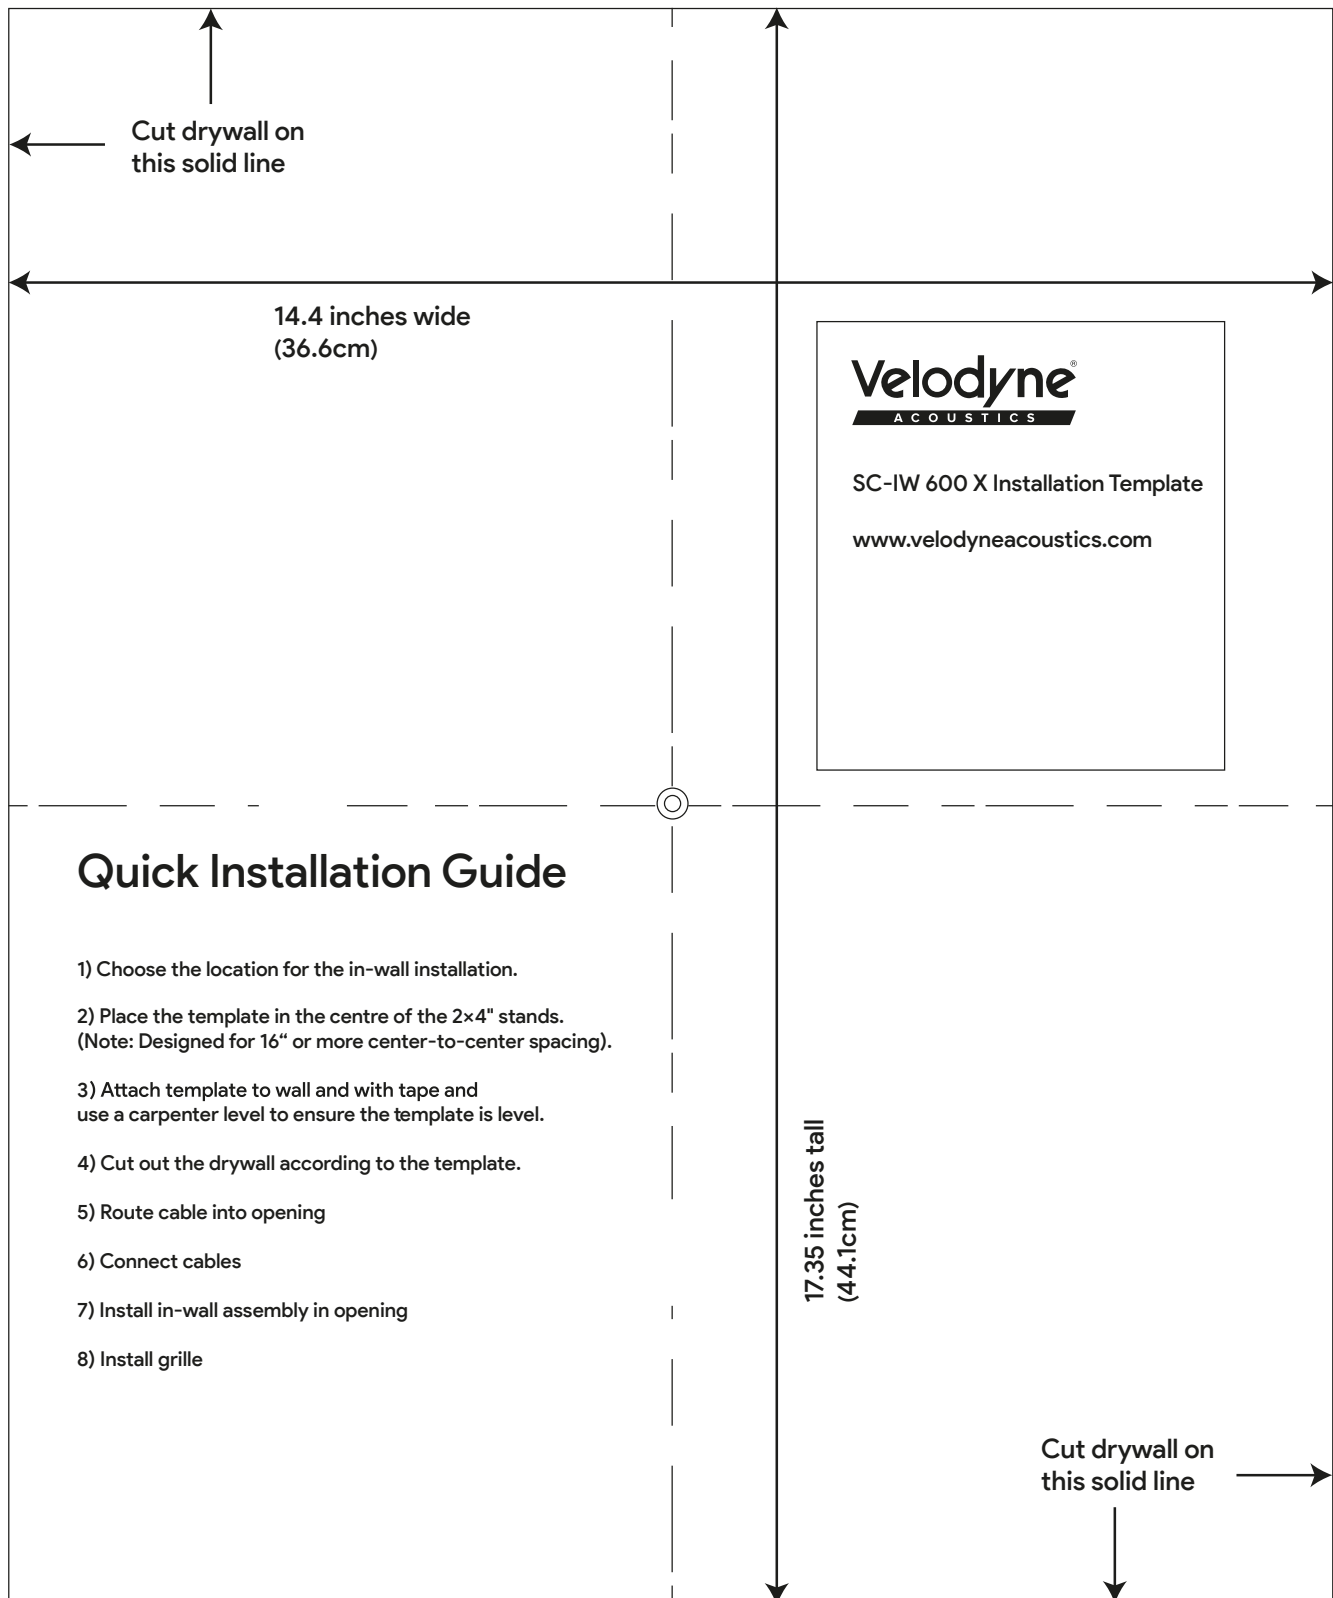 Cut drywall on
this solid line
14.4 inches wide
(36.6cm)
Velodyne®
ACOUSTICS
SC-IW 600 X Installation Template
www.velodyneacoustics.com
Quick Installation Guide
1) Choose the location for the in-wall installation.
2) Place the template in the centre of the 2×4" stands.
(Note: Designed for 16“ or more center-to-center spacing).
3) Attach template to wall and with tape and
use a carpenter level to ensure the template is level.
4) Cut out the drywall according to the template.
5) Route cable into opening
6) Connect cables
7) Install in-wall assembly in opening
8) Install grille
17.35 inches tall
(44.1cm)
Cut drywall on
this solid line